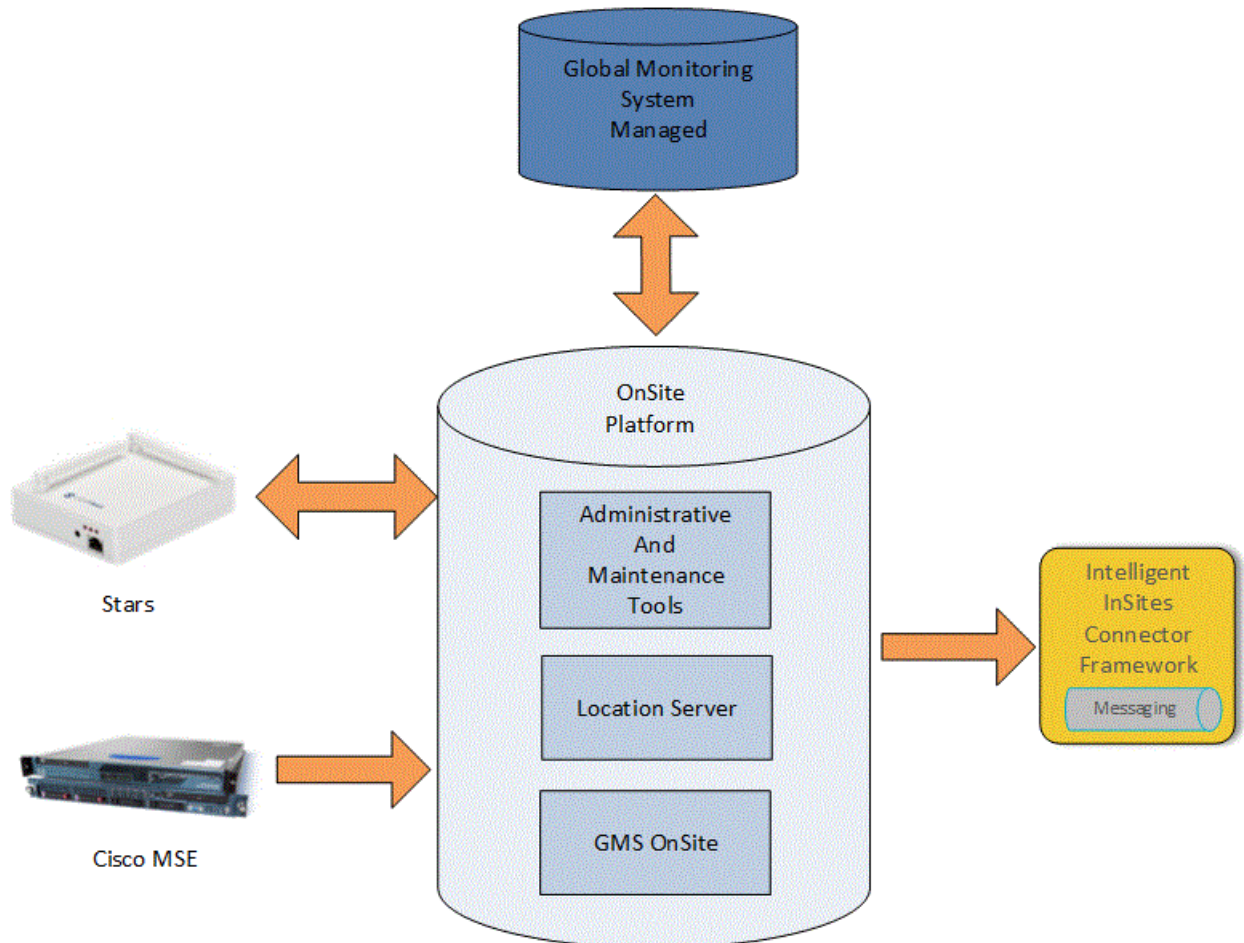 Global Monitoring
System
Managed
OnSite
Platform
Administrative
And
Maintenance
Tools
Stars
Intelligent
InSites
Connector
Framework
Messaging
Location Server
Cisco MSE
GMS OnSite